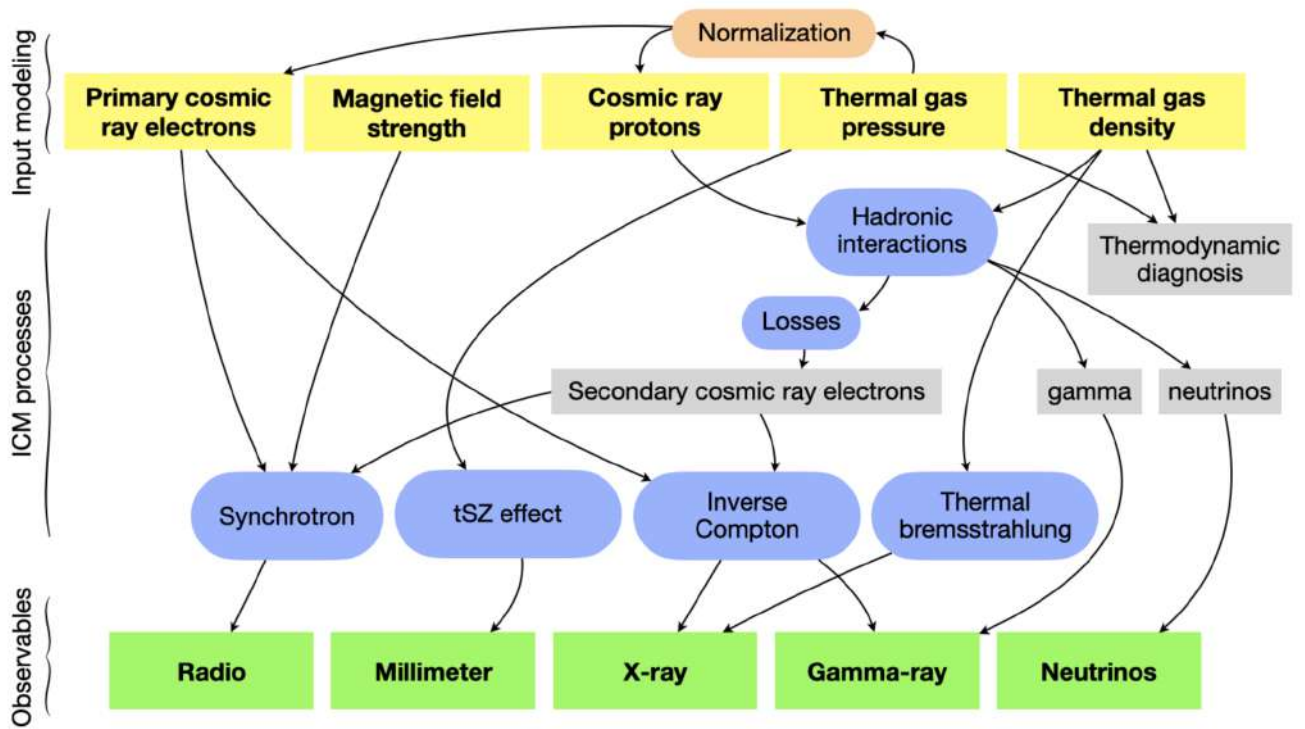 Input modeling
Normalization
Primary cosmic
ray electrons
Magnetic field
strength
Cosmic ray
protons
Thermal gas
pressure
Thermal gas
density
ICM processes
Hadronic
interactions
Thermodynamic
diagnosis
Losses
Secondary cosmic ray electrons
gamma
neutrinos
Synchrotron
tSZ effect
Inverse
Compton
Thermal
bremsstrahlung
Observables
Radio
Millimeter
X-ray
Gamma-ray
Neutrinos